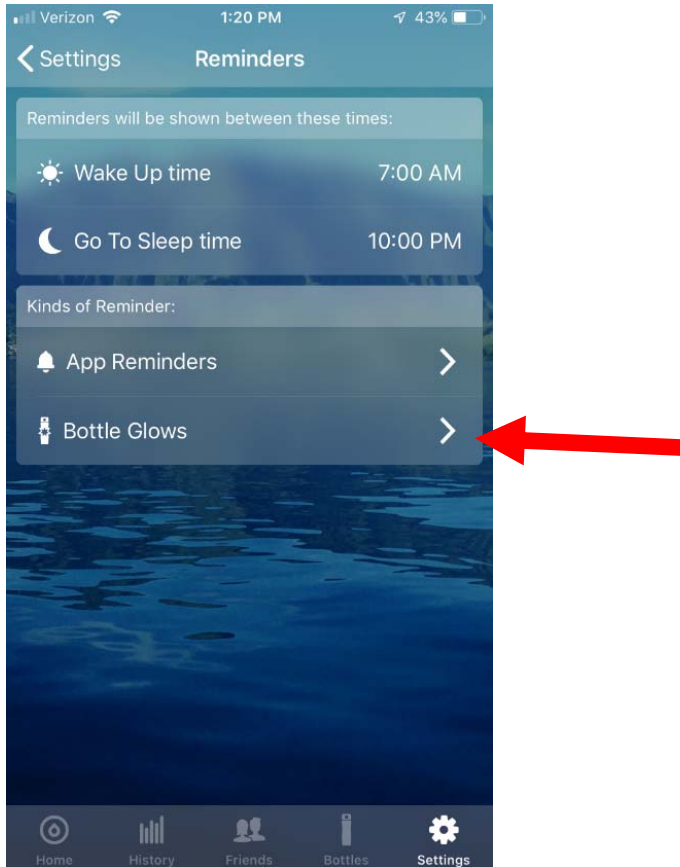 Verizon 1:20 PM 43%
Settings Reminders
Reminders will be shown between these times:
Wake Up time 7:00 AM
Go To Sleep time 10:00 PM
Kinds of Reminder:
App Reminders
Bottle Glows
Home History Friends Bottles Settings